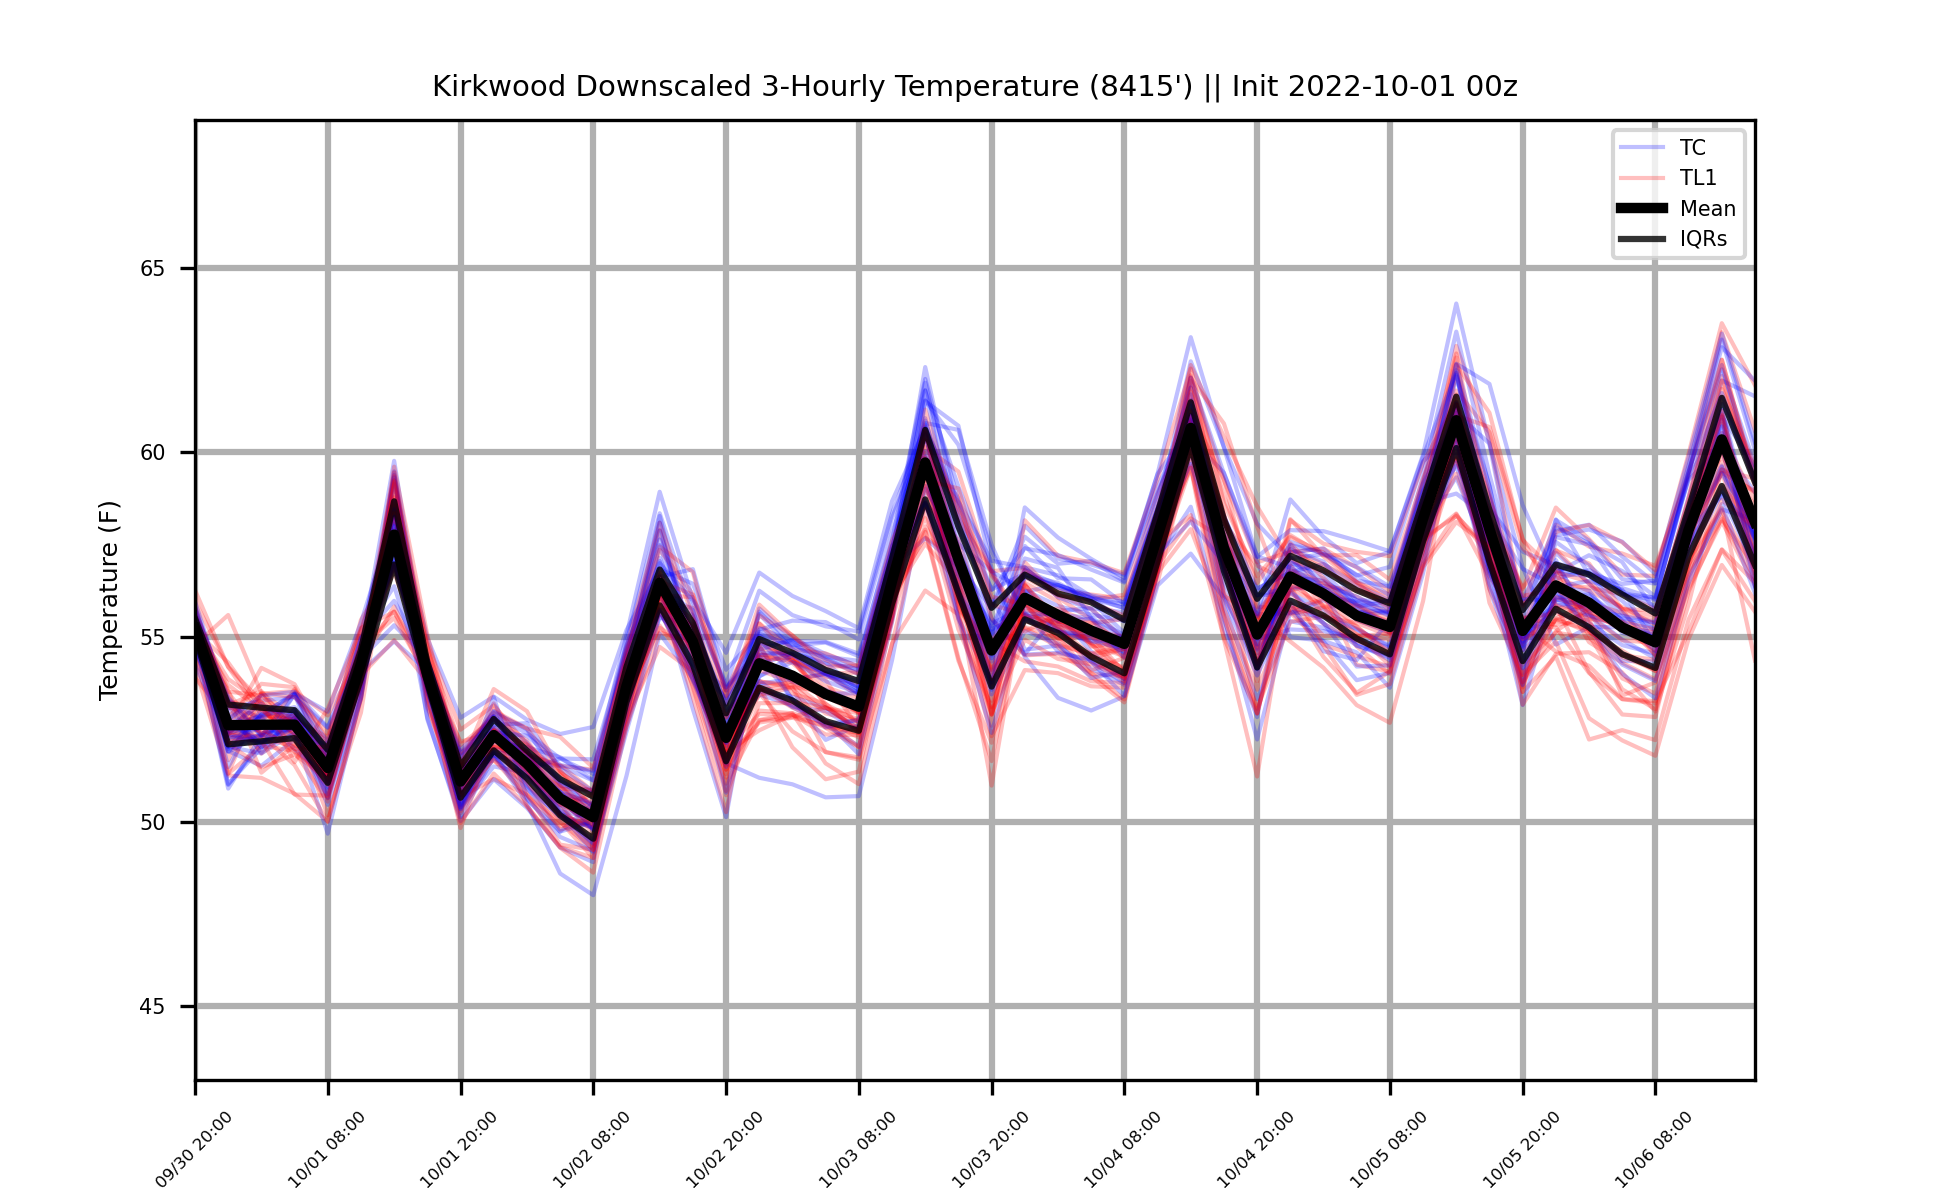 Kirkwood Downscaled 3-Hourly Temperature (8415') || Init 2022-10-01 00z
TC
TL1
Mean
IQRs
Temperature (F)
65
60
55
50
45
09/30 20:00
10/01 08:00
10/01 20:00
10/02 08:00
10/02 20:00
10/03 08:00
10/03 20:00
10/04 08:00
10/04 20:00
10/05 08:00
10/05 20:00
10/06 08:00